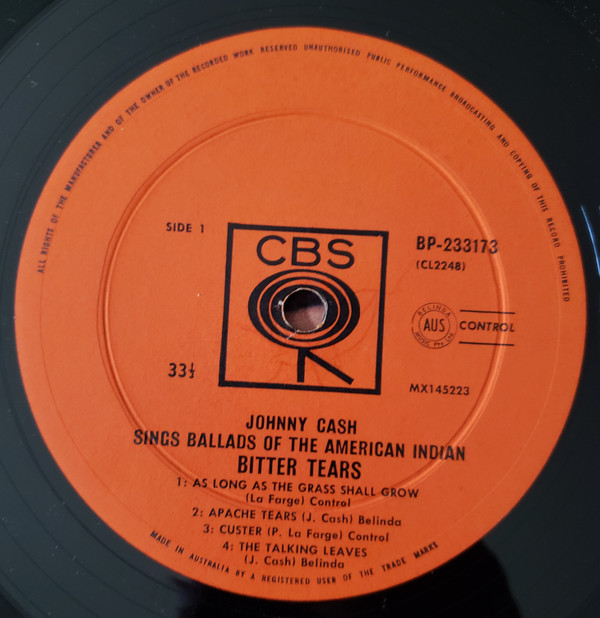 ALL RIGHTS OF THE MANUFACTURER AND OF THE OWNER OF THE RECORDED WORK RESERVED UNAUTHORISED PUBLIC PERFORMANCE BROADCASTING AND COPYING OF THIS RECORD PROHIBITED
SIDE 1
CBS
BP-233173
(CL2248)
BELINDA
AUS
MUSIC Pty. Ltd.
CONTROL
33⅓
MX145223
JOHNNY CASH
SINGS BALLADS OF THE AMERICAN INDIAN
BITTER TEARS
1: AS LONG AS THE GRASS SHALL GROW
(La Farge) Control
2: APACHE TEARS (J. Cash) Belinda
3: CUSTER (P. La Farge) Control
4: THE TALKING LEAVES
(J. Cash) Belinda
MADE IN AUSTRALIA BY A REGISTERED USER OF THE TRADE MARKS